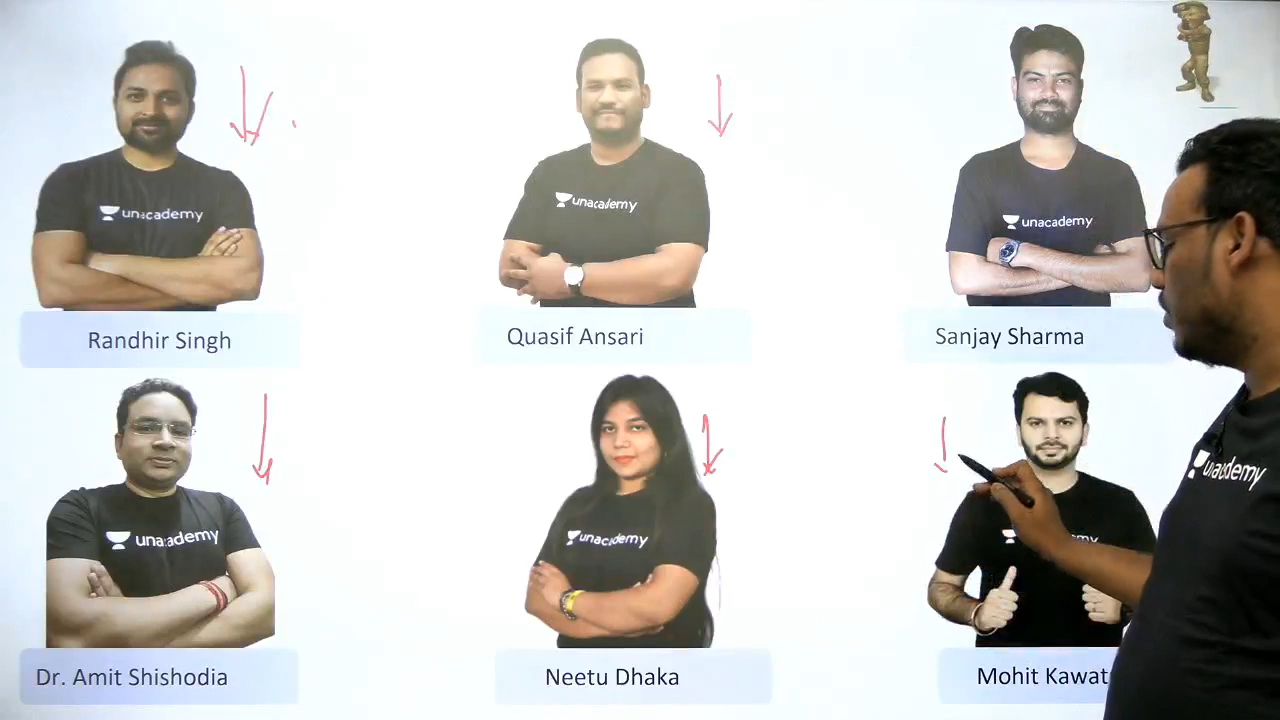 unacademy
unacademy
unacademy
Randhir Singh
Quasif Ansari
Sanjay Sharma
unacademy
unacademy
unacademy
Dr. Amit Shishodia
Neetu Dhaka
Mohit Kawat